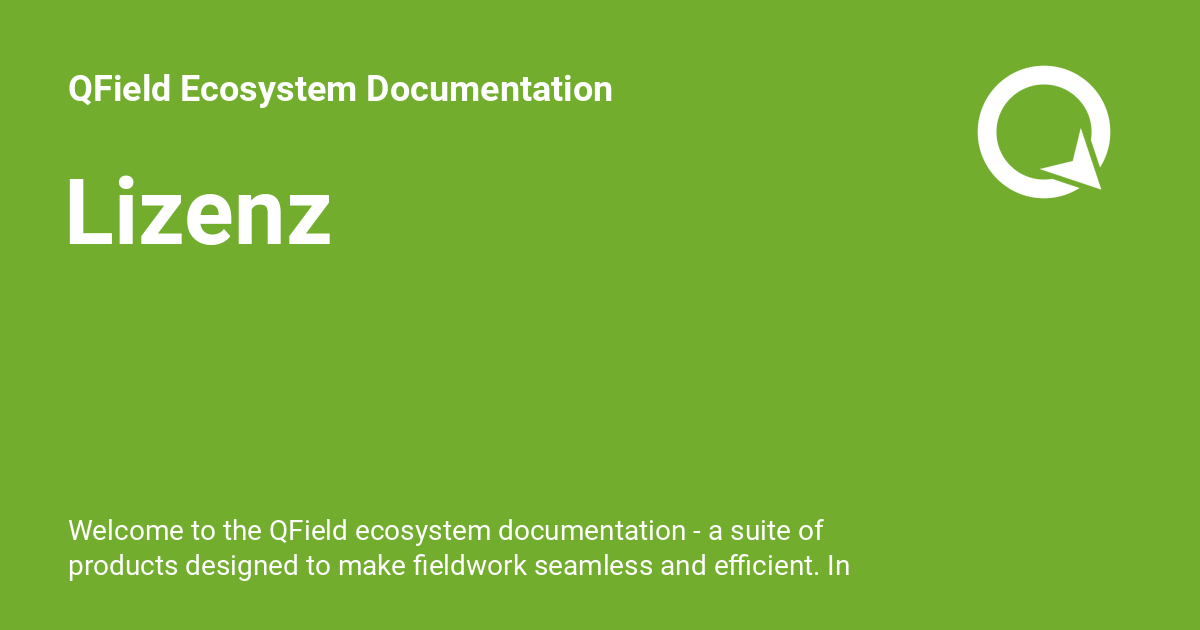 QField Ecosystem Documentation
Lizenz
Welcome to the QField ecosystem documentation - a suite of
products designed to make fieldwork seamless and efficient. In